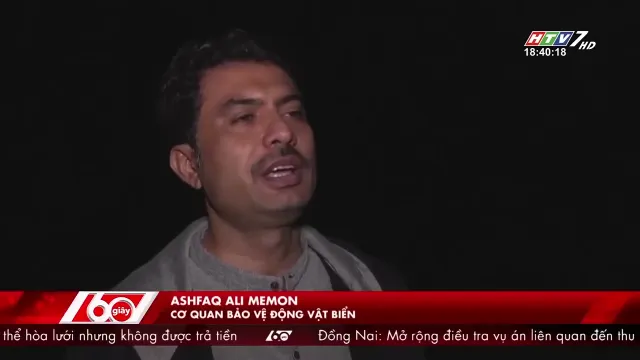 HTV7 HD
18:40:18
60 giây
ASHFAQ ALI MEMON
CƠ QUAN BẢO VỆ ĐỘNG VẬT BIỂN
thể hòa lưới nhưng không được trả tiền 60 Đồng Nai: Mở rộng điều tra vụ án liên quan đến thu